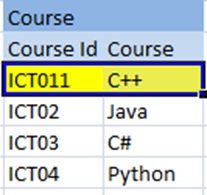 Course
Course Id Course
ICT011 C++
ICT02 Java
ICT03 C#
ICT04 Python